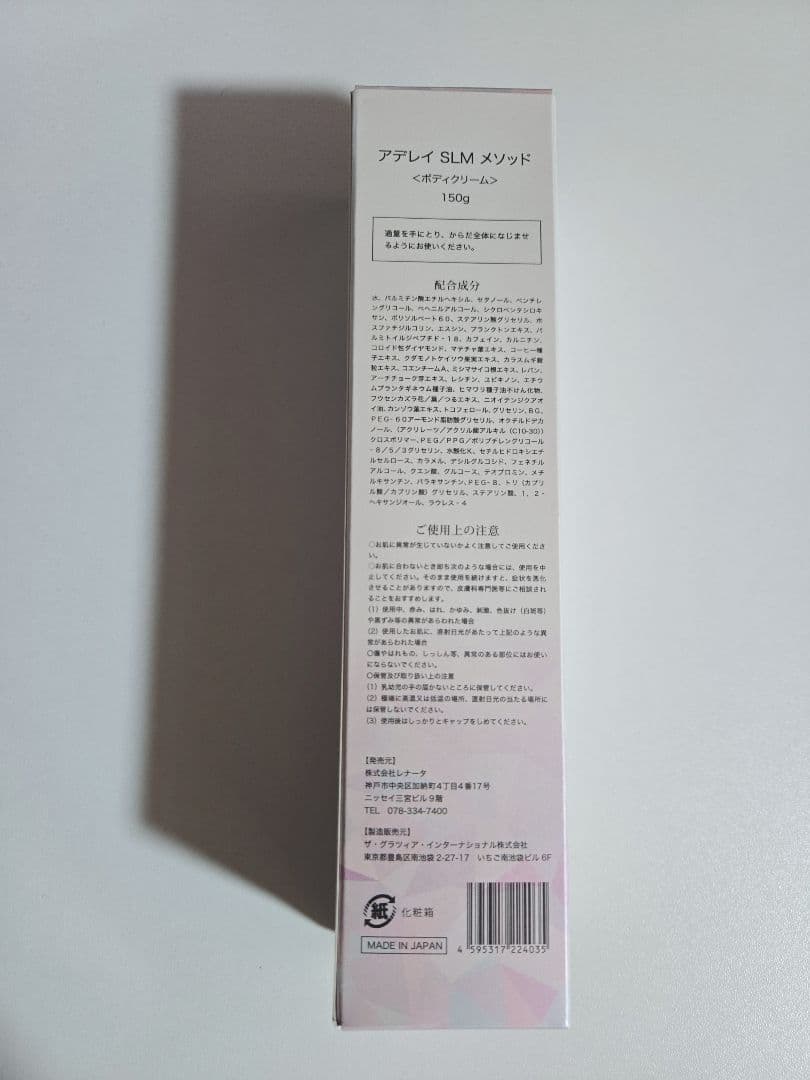 アデレイ SLM メソッド
＜ボディクリーム＞
150g
適量を手にとり、からだ全体になじませ
るようにお使いください。
配合成分
水、パルミチン酸エチルヘキシル、セタノール、ペンチレ
ングリコール、ベヘニルアルコール、シクロペンタシロキ
サン、ポリソルベート６０、ステアリン酸グリセリル、ホ
スファチジルコリン、エスシン、プランクトンエキス、パ
ルミトイルジペプチド－１８、カフェイン、カルニチン、
コロイド性ダイヤモンド、マテチャ葉エキス、コーヒー種
子エキス、クダモノトケイソウ果実エキス、カラスムギ穀
粒エキス、コエンチームA、ミシマサイコ根エキス、レバン、
アーチチョーク芽エキス、レシチン、ユビキノン、エチウ
ムプランタギネウム種子油、ヒマワリ種子油不けん化物、
フウセンカズラ花／葉／つるエキス、ニオイテンジクアオ
イ油、カンゾウ葉エキス、トコフェロール、グリセリン、BG、
PEG－６０アーモンド脂肪酸グリセリル、オクチルドデカ
ノール、（アクリレーツ／アクリル酸アルキル（C10-30））
クロスポリマー、PEG／PPG／ポリブチレングリコール
－８／５／３グリセリン、水酸化K、セチルヒドロキシエチ
ルセルロース、カラメル、デシルグルコシド、フェネチル
アルコール、クエン酸、グルコース、テオブロミン、メチ
ルキサンチン、パラキサンチン、PEG－８、トリ（カプリ
ル酸／カプリン酸）グリセリル、ステアリン酸、１，２－
ヘキサンジオール、ラウレス－４
ご使用上の注意
○お肌に異常が生じていないかよく注意してご使用くださ
い。
○お肌に合わないとき即ち次のような場合には、使用を中
止してください。そのまま使用を続けますと、症状を悪化
させることがありますので、皮膚科専門医等にご相談され
ることをおすすめします。
（1）使用中、赤み、はれ、かゆみ、刺激、色抜け（白斑等）
や黒ずみ等の異常があらわれた場合
（2）使用したお肌に、直射日光があたって上記のような異
常があらわれた場合
○傷やはれもの、しっしん等、異常のある部位にはお使い
にならないでください。
○保管及び取り扱い上の注意
（1）乳幼児の手の届かないところに保管してください。
（2）極端に高温又は低温の場所、直射日光の当たる場所に
は保管しないでください。
（3）使用後はしっかりとキャップをしめてください。
【発売元】
株式会社レナータ
神戸市中央区加納町４丁目４番17号
ニッセイ三宮ビル９階
TEL 078-334-7400
【製造販売元】
ザ・グラツィア・インターナショナル株式会社
東京都豊島区南池袋 2-27-17 いちご南池袋ビル 6F
紙 化粧箱
MADE IN JAPAN
4 595317 224035